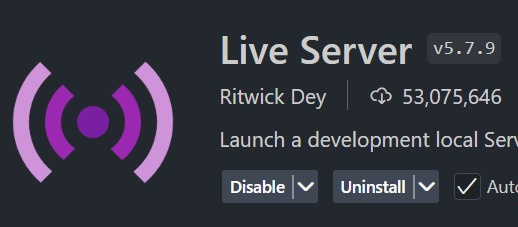 Live Server v5.7.9
Ritwick Dey 53,075,646
Launch a development local Serv
Disable Uninstall Auto